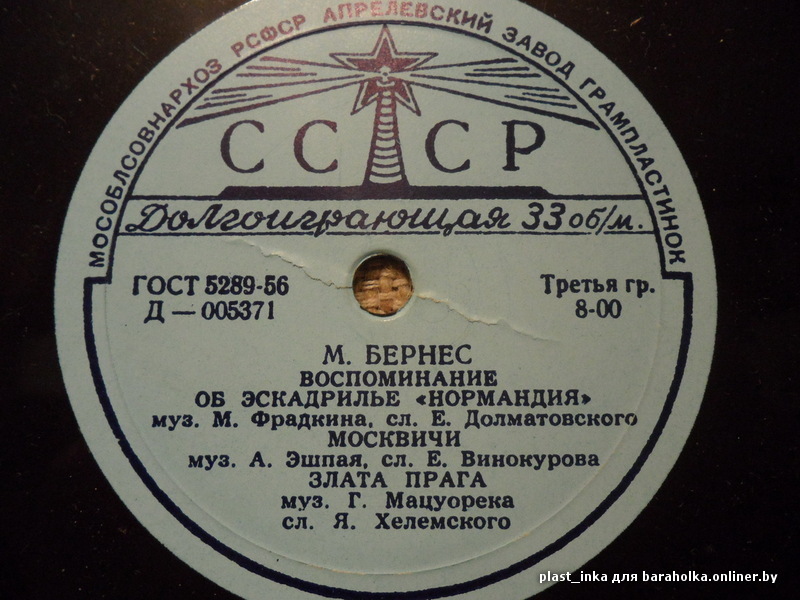 МОСОБЛСОВНАРХОЗ РСФСР АПРЕЛЕВСКИЙ ЗАВОД ГРАМПЛАСТИНОК
СССР
Долгоиграющая 33 об/м.
ГОСТ 5289-56
Д — 005371
Третья гр.
8-00
М. БЕРНЕС
ВОСПОМИНАНИЕ
ОБ ЭСКАДРИЛЬЕ «НОРМАНДИЯ»
муз. М. Фрадкина, сл. Е. Долматовского
МОСКВИЧИ
муз. А. Эшпая, сл. Е. Винокурова
ЗЛАТА ПРАГА
муз. Г. Мацуорека
сл. Я. Хелемского
plast_inka для baraholka.onliner.by